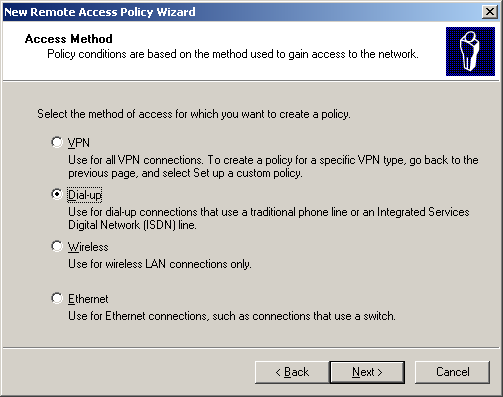 New Remote Access Policy Wizard
Access Method
Policy conditions are based on the method used to gain access to the network.
Select the method of access for which you want to create a policy.
VPN
Use for all VPN connections. To create a policy for a specific VPN type, go back to the
previous page, and select Set up a custom policy.
Dial-up
Use for dial-up connections that use a traditional phone line or an Integrated Services
Digital Network (ISDN) line.
Wireless
Use for wireless LAN connections only.
Ethernet
Use for Ethernet connections, such as connections that use a switch.
< Back Next > Cancel